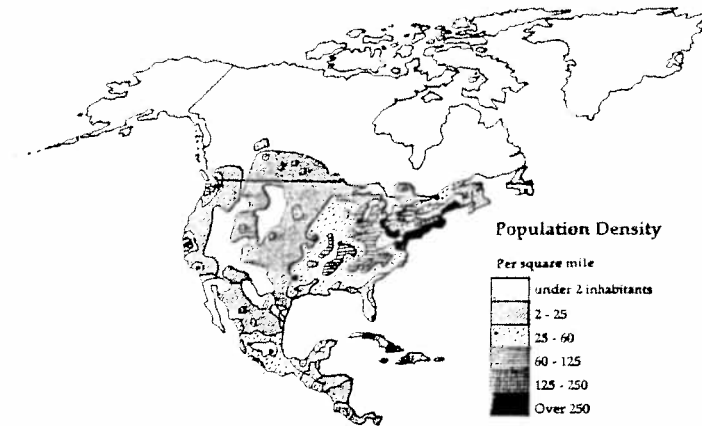 Population Density
Per square mile
under 2 inhabitants
2 - 25
25 - 60
60 - 125
125 - 250
Over 250